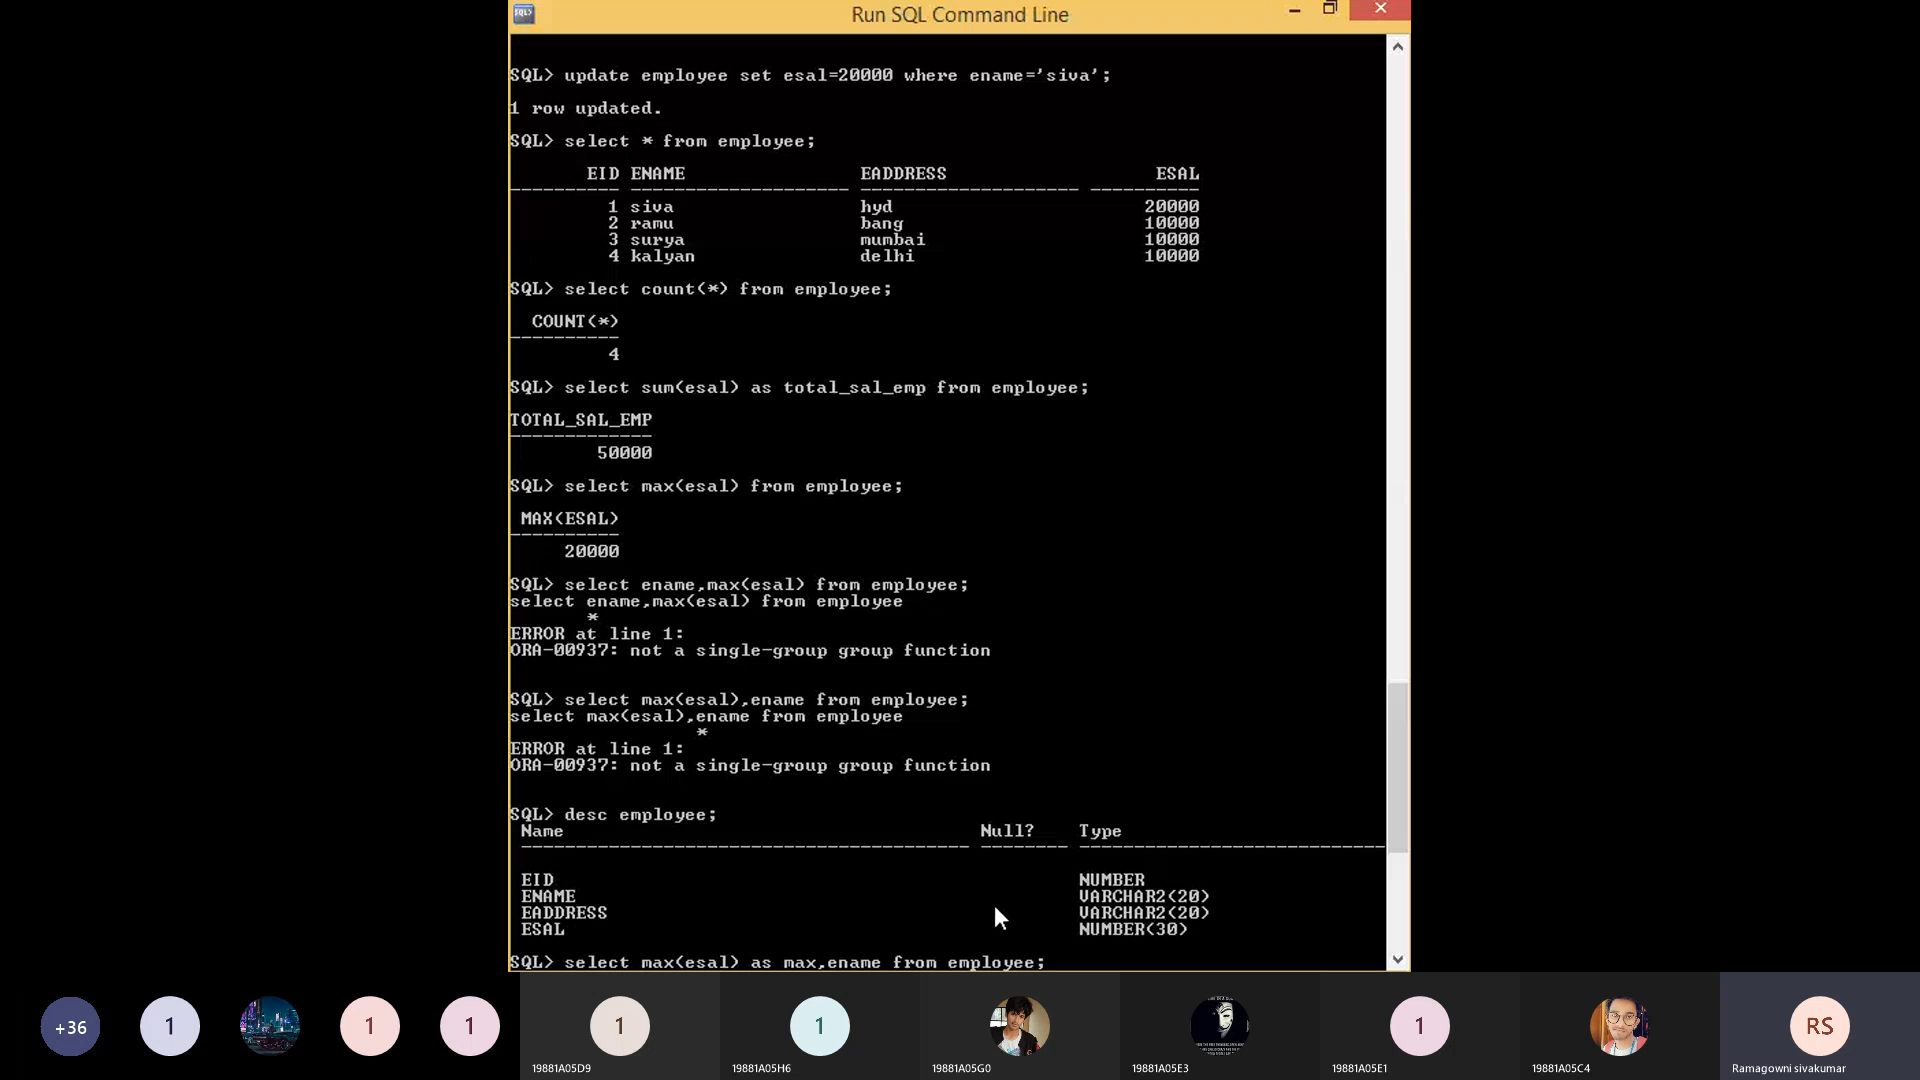 Run SQL Command Line
SQL> update employee set esal=20000 where ename='siva';
1 row updated.
SQL> select * from employee;
EID ENAME EADDRESS ESAL
---------- -------------------- -------------------- ----------
1 siva hyd 20000
2 ramu bang 10000
3 surya mumbai 10000
4 kalyan delhi 10000
SQL> select count(*) from employee;
COUNT(*)
----------
4
SQL> select sum(esal) as total_sal_emp from employee;
TOTAL_SAL_EMP
-------------
50000
SQL> select max(esal) from employee;
MAX(ESAL)
----------
20000
SQL> select ename,max(esal) from employee;
select ename,max(esal) from employee
*
ERROR at line 1:
ORA-00937: not a single-group group function
SQL> select max(esal),ename from employee;
select max(esal),ename from employee
*
ERROR at line 1:
ORA-00937: not a single-group group function
SQL> desc employee;
Name Null? Type
----------------------------------------- -------- ----------------------------
EID NUMBER
ENAME VARCHAR2(20)
EADDRESS VARCHAR2(20)
ESAL NUMBER(30)
SQL> select max(esal) as max,ename from employee;
+36 1 1 1 1 1 1 RS
19881A05D9 19881A05H6 19881A05G0 19881A05E3 19881A05E1 19881A05C4 Ramagowni sivakumar